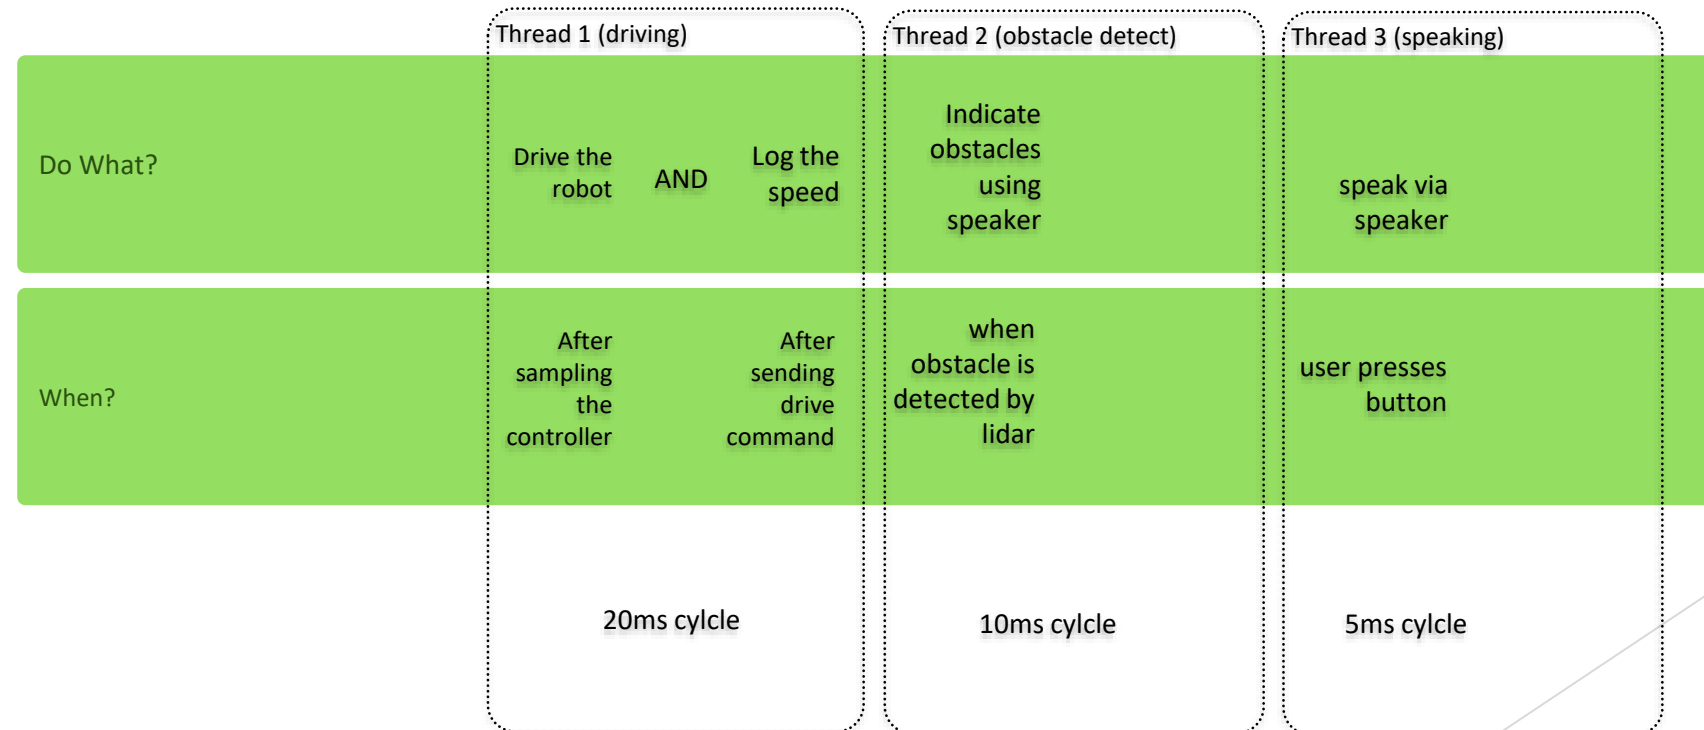 Thread 1 (driving)
Thread 2 (obstacle detect)
Thread 3 (speaking)
Do What?
Drive the
robot
AND
Log the
speed
Indicate
obstacles
using
speaker
speak via
speaker
When?
After
sampling
the
controller
After
sending
drive
command
when
obstacle is
detected by
lidar
user presses
button
20ms cylcle
10ms cylcle
5ms cylcle